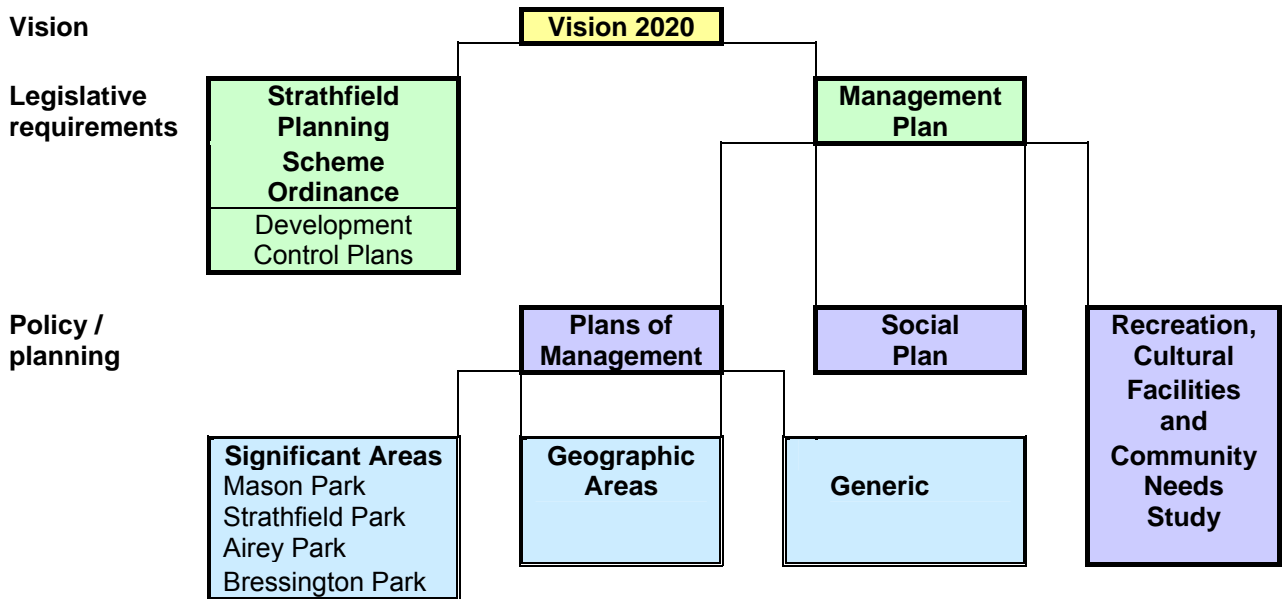 Vision
Vision 2020
Legislative
requirements
Strathfield
Planning
Scheme
Ordinance
Development
Control Plans
Management
Plan
Policy /
planning
Plans of
Management
Social
Plan
Recreation,
Cultural
Facilities
and
Community
Needs
Study
Significant Areas
Mason Park
Strathfield Park
Airey Park
Bressington Park
Geographic
Areas
Generic